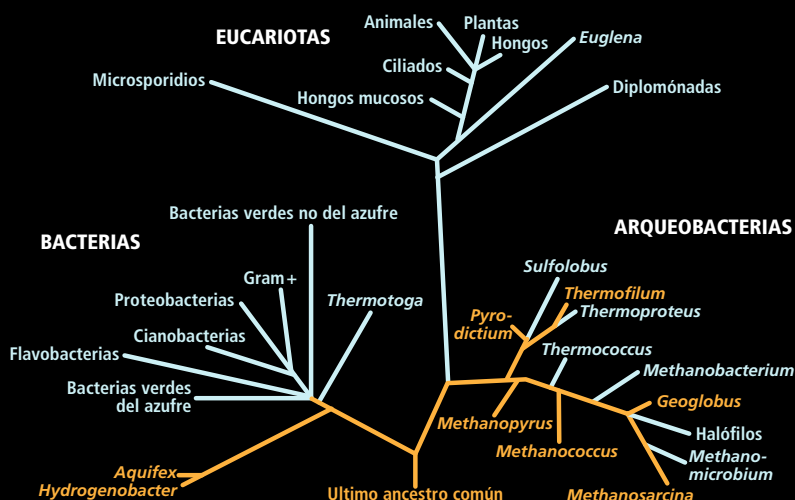 EUCARIOTAS
Animales
Plantas
Hongos
Euglena
Ciliados
Microsporidios
Hongos mucosos
Diplomónadas
BACTERIAS
Bacterias verdes no del azufre
Gram+
Proteobacterias
Thermotoga
Cianobacterias
Flavobacterias
Bacterias verdes
del azufre
Aquifex
Hydrogenobacter
Ultimo ancestro común
ARQUEOBACTERIAS
Sulfolobus
Thermofilum
Thermoproteus
Pyro-
dictium
Thermococcus
Methanobacterium
Geoglobus
Methanopyrus
Halófilos
Methanococcus
Methano-
microbium
Methanosarcina